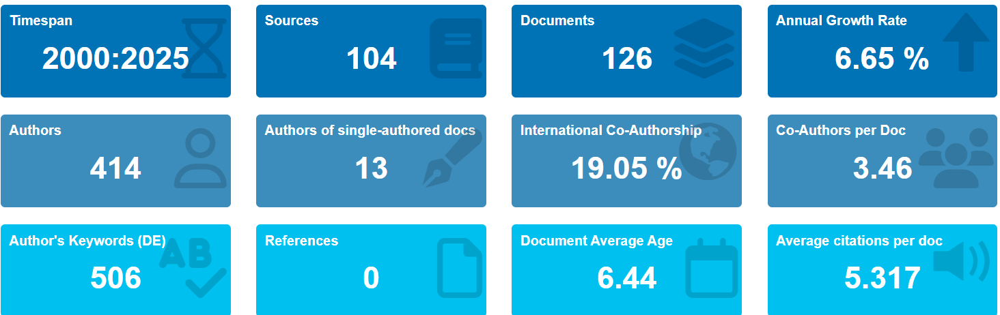 Timespan
2000:2025
Sources
104
Documents
126
Annual Growth Rate
6.65 %
Authors
414
Authors of single-authored docs
13
International Co-Authorship
19.05 %
Co-Authors per Doc
3.46
Author's Keywords (DE)
506
AB
References
0
Document Average Age
6.44
Average citations per doc
5.317